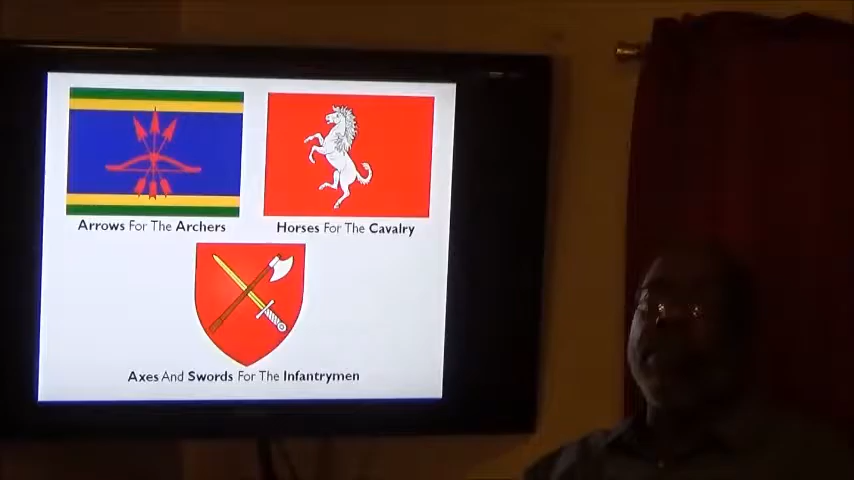 Arrows For The Archers
Horses For The Cavalry
Axes And Swords For The Infantrymen